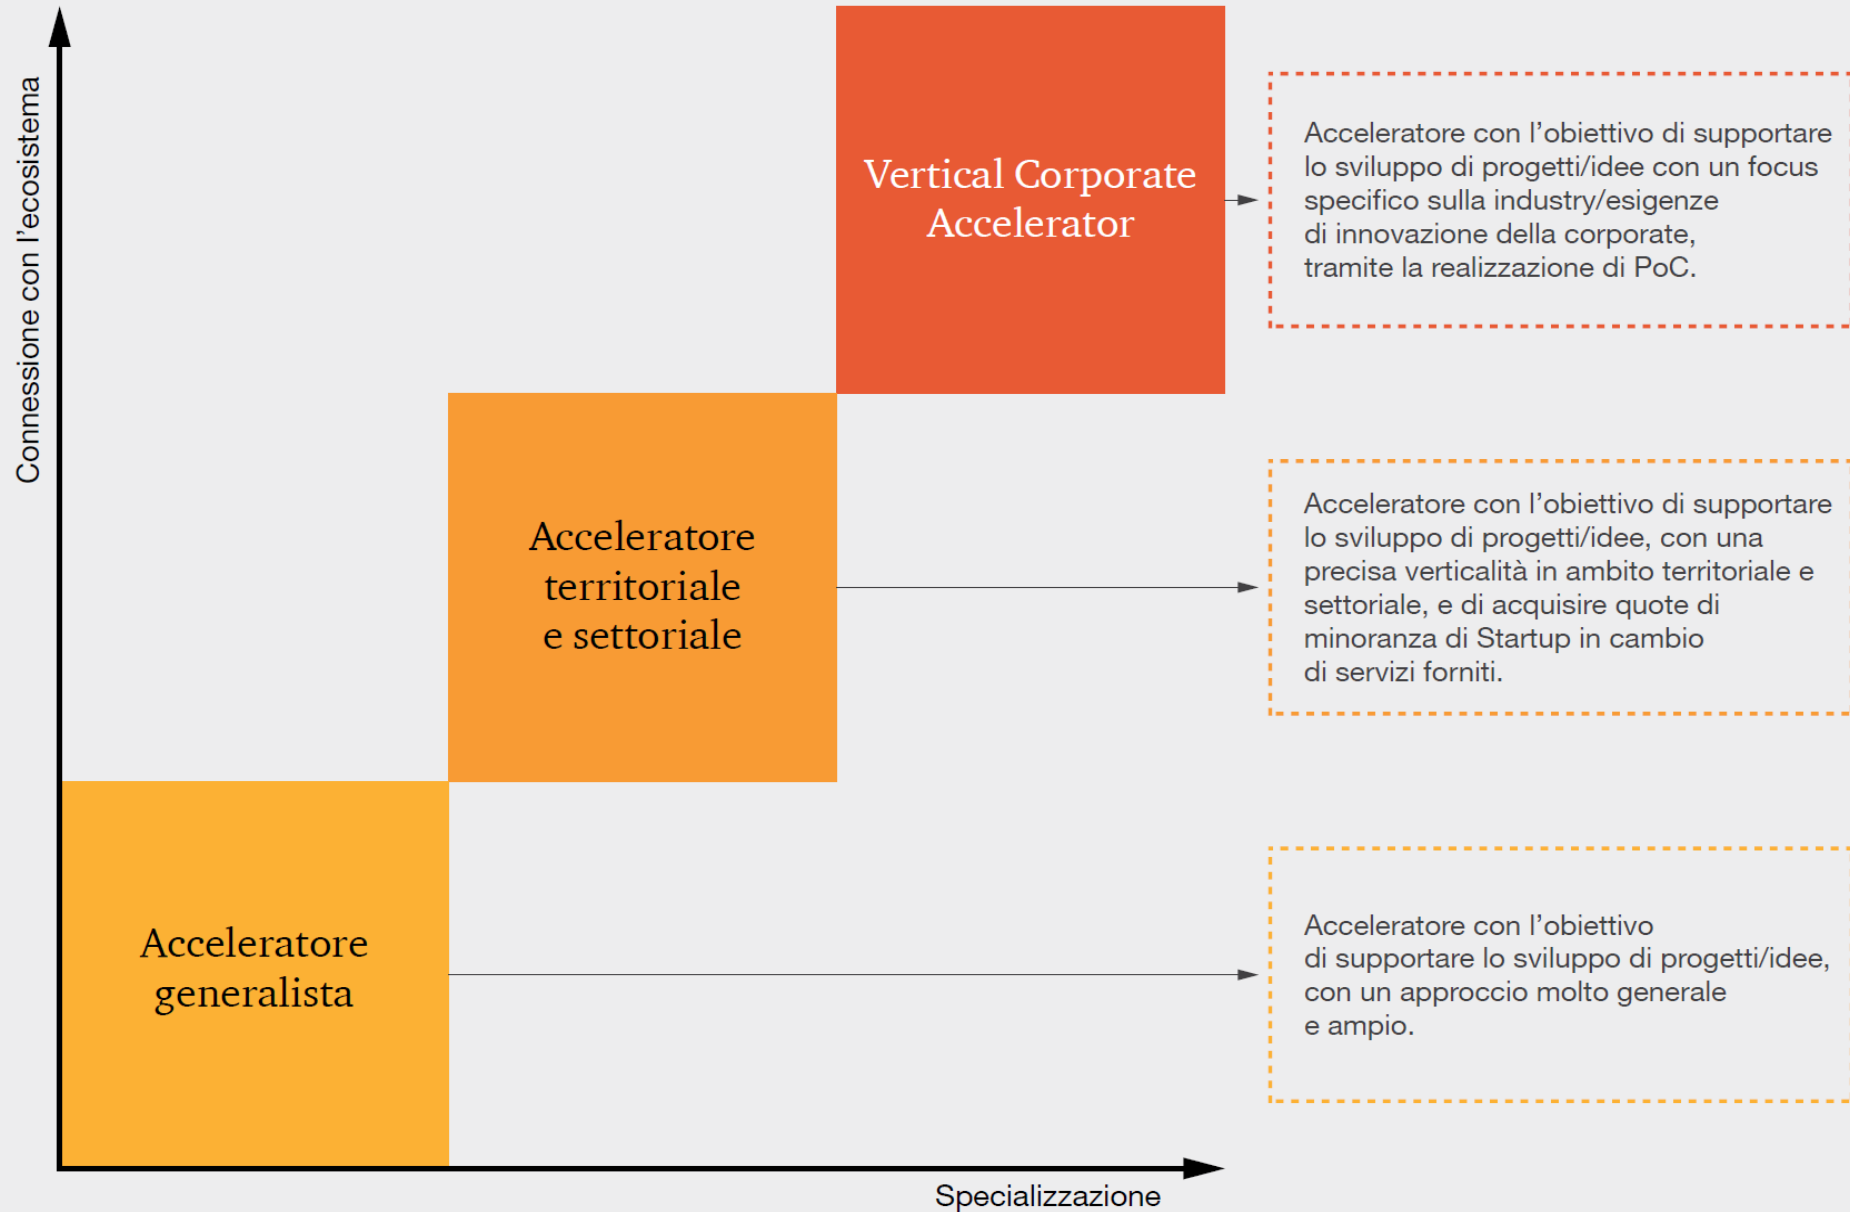 Connessione con l’ecosistema
Vertical Corporate
Accelerator
Acceleratore con l’obiettivo di supportare
lo sviluppo di progetti/idee con un focus
specifico sulla industry/esigenze
di innovazione della corporate,
tramite la realizzazione di PoC.
Acceleratore
territoriale
e settoriale
Acceleratore con l’obiettivo di supportare
lo sviluppo di progetti/idee, con una
precisa verticalità in ambito territoriale e
settoriale, e di acquisire quote di
minoranza di Startup in cambio
di servizi forniti.
Acceleratore
generalista
Acceleratore con l’obiettivo
di supportare lo sviluppo di progetti/idee,
con un approccio molto generale
e ampio.
Specializzazione